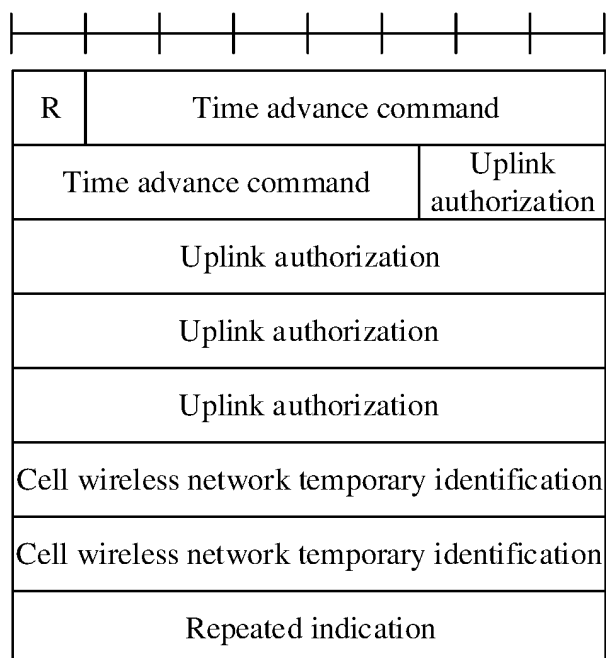 R Time advance command
Time advance command Uplink authorization
Uplink authorization
Uplink authorization
Uplink authorization
Cell wireless network temporary identification
Cell wireless network temporary identification
Repeated indication